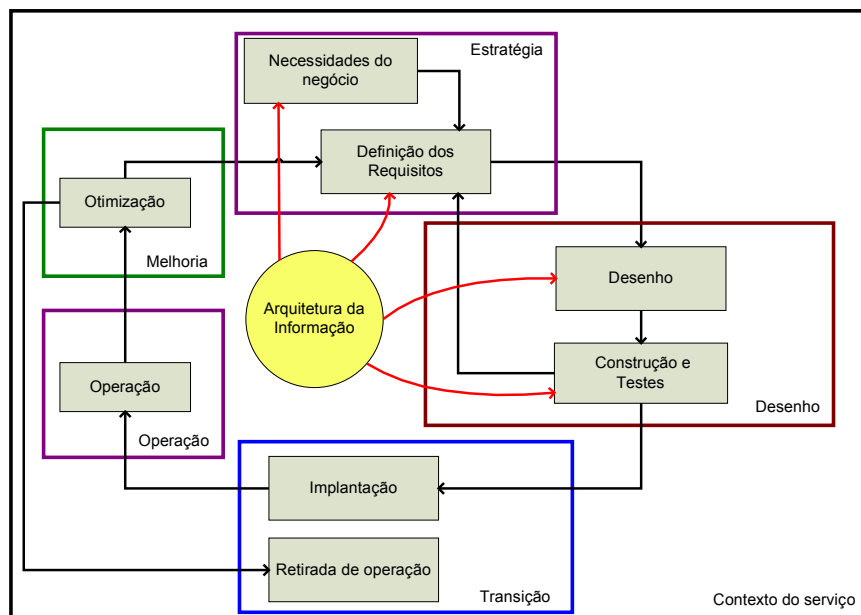 Necessidades do
negócio
Estratégia
Definição dos
Requisitos
Otimização
Melhoria
Arquitetura da
Informação
Desenho
Construção e
Testes
Desenho
Operação
Operação
Implantação
Retirada de operação
Transição
Contexto do serviço